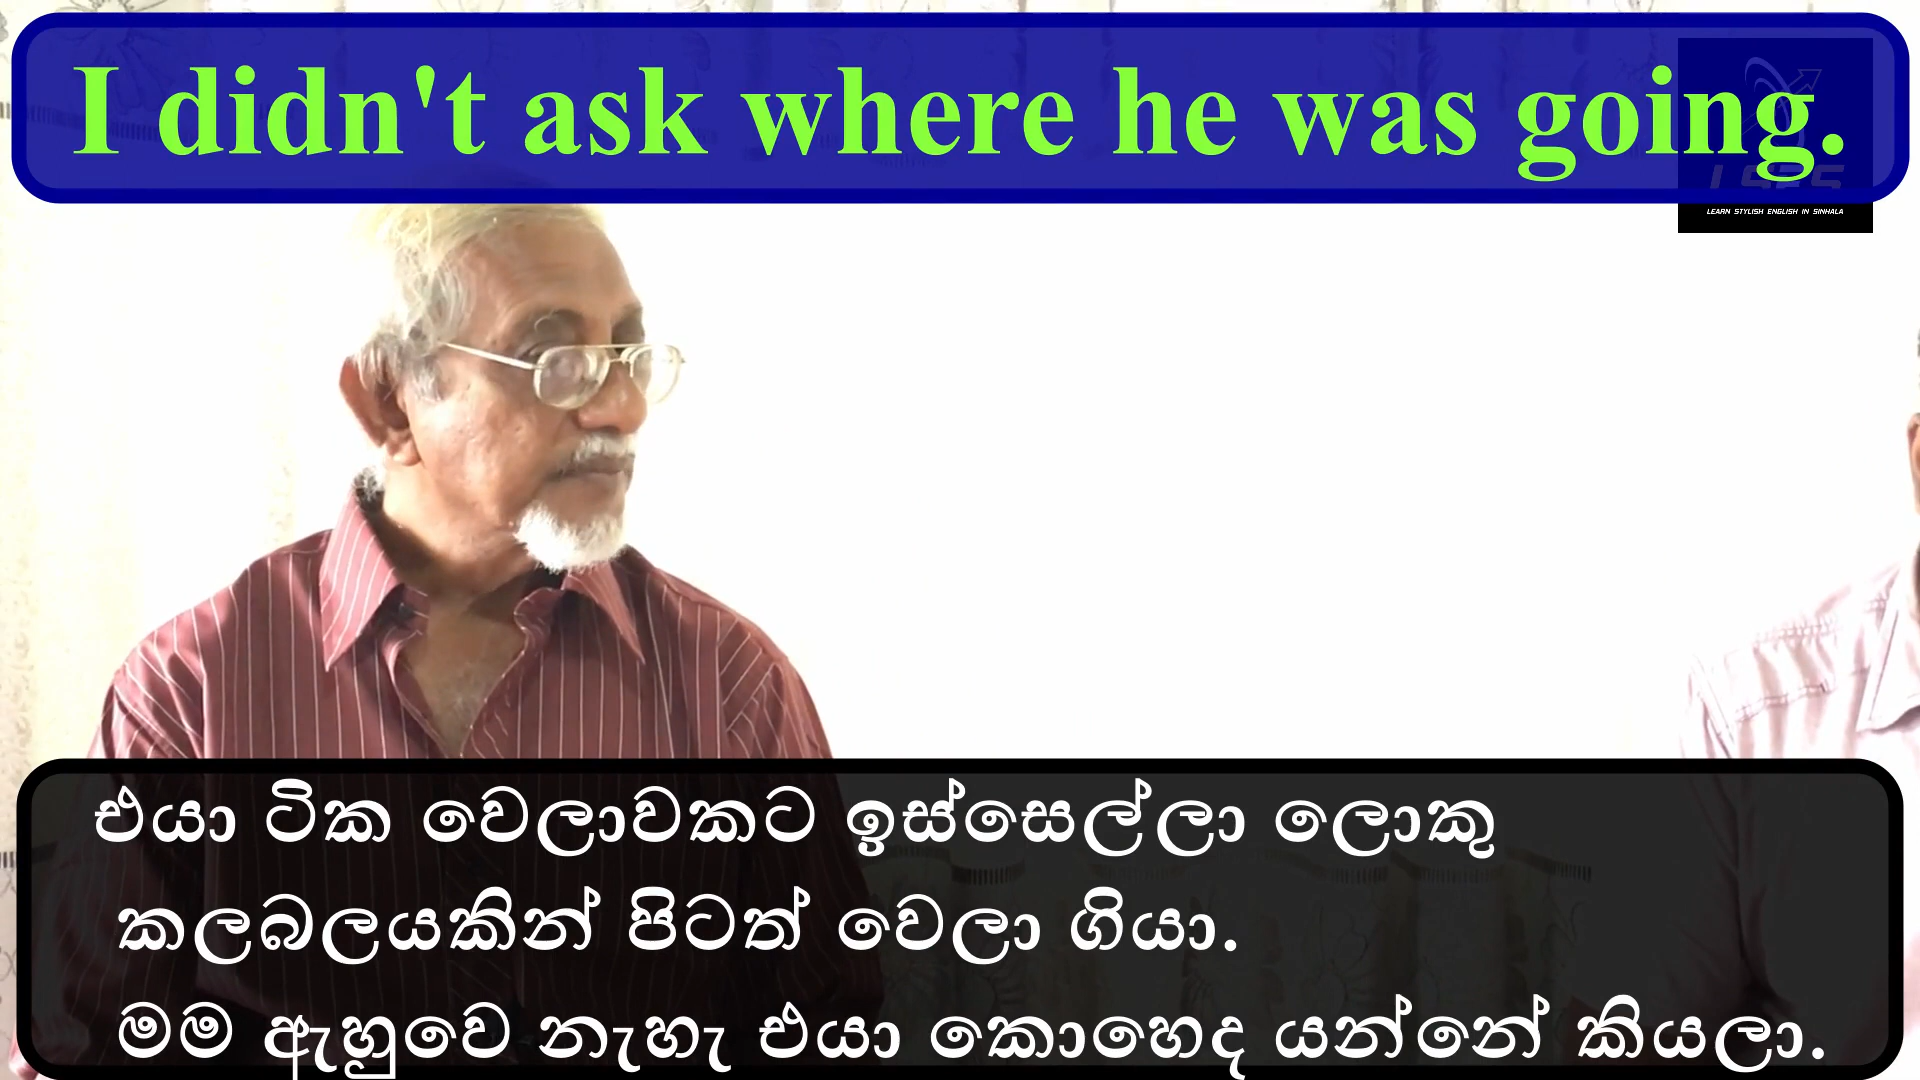 I didn't ask where he was going.
LSES
LEARN STYLISH ENGLISH IN SINHALA
එයා ටික වෙලාවකට ඉස්සෙල්ලා ලොකු
කලබලයකින් පිටත් වෙලා ගියා.
මම ඇහුවෙ නැහැ එයා කොහෙද යන්නේ කියලා.